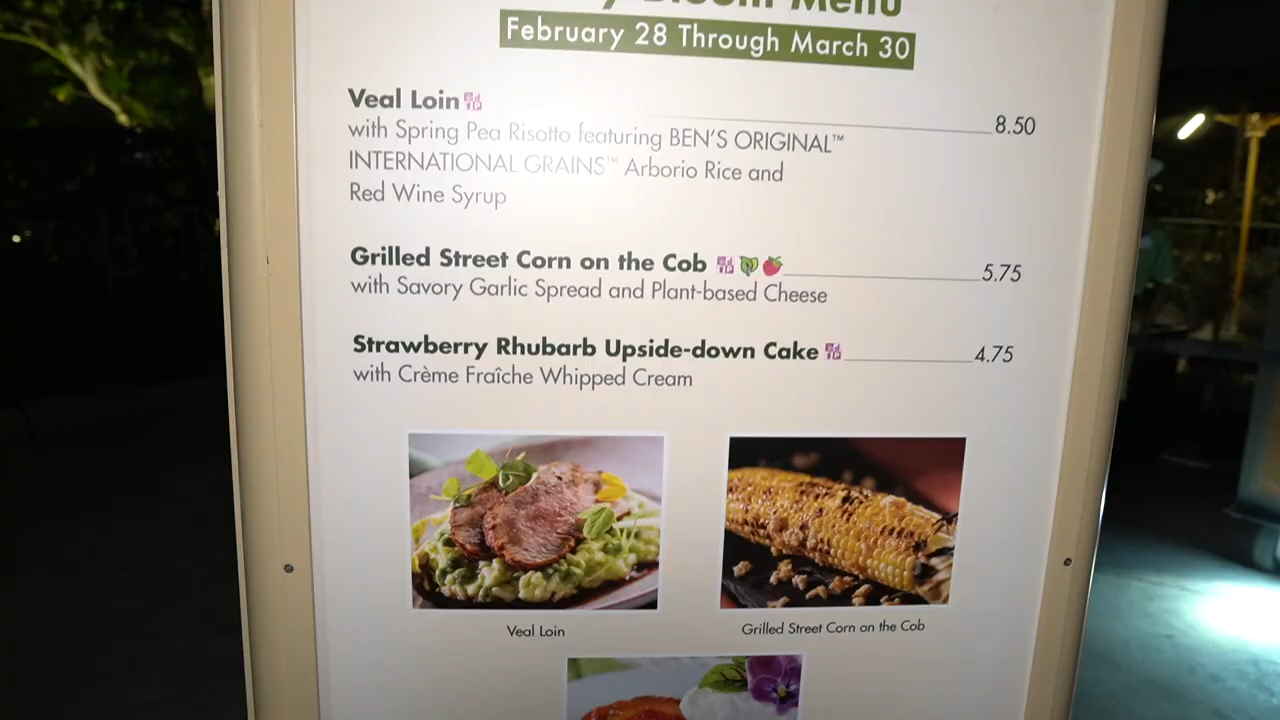 Menu
February 28 Through March 30
Veal Loin 8.50
with Spring Pea Risotto featuring BEN'S ORIGINAL™
INTERNATIONAL GRAINS™ Arborio Rice and
Red Wine Syrup
Grilled Street Corn on the Cob 5.75
with Savory Garlic Spread and Plant-based Cheese
Strawberry Rhubarb Upside-down Cake 4.75
with Crème Fraîche Whipped Cream
Veal Loin
Grilled Street Corn on the Cob